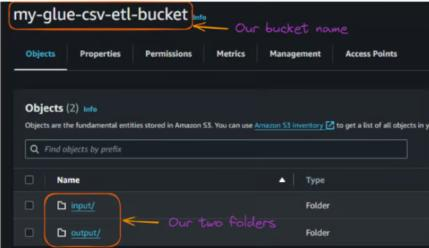 my-glue-csv-etl-bucket Info
Our bucket name
Objects Properties Permissions Metrics Management Access Points
Objects (2) Info
Objects are the fundamental entities stored in Amazon S3. You can use Amazon S3 inventory to get a list of all objects in y
Find objects by prefix
Name Type
input/ Folder
Our two folders
output/ Folder